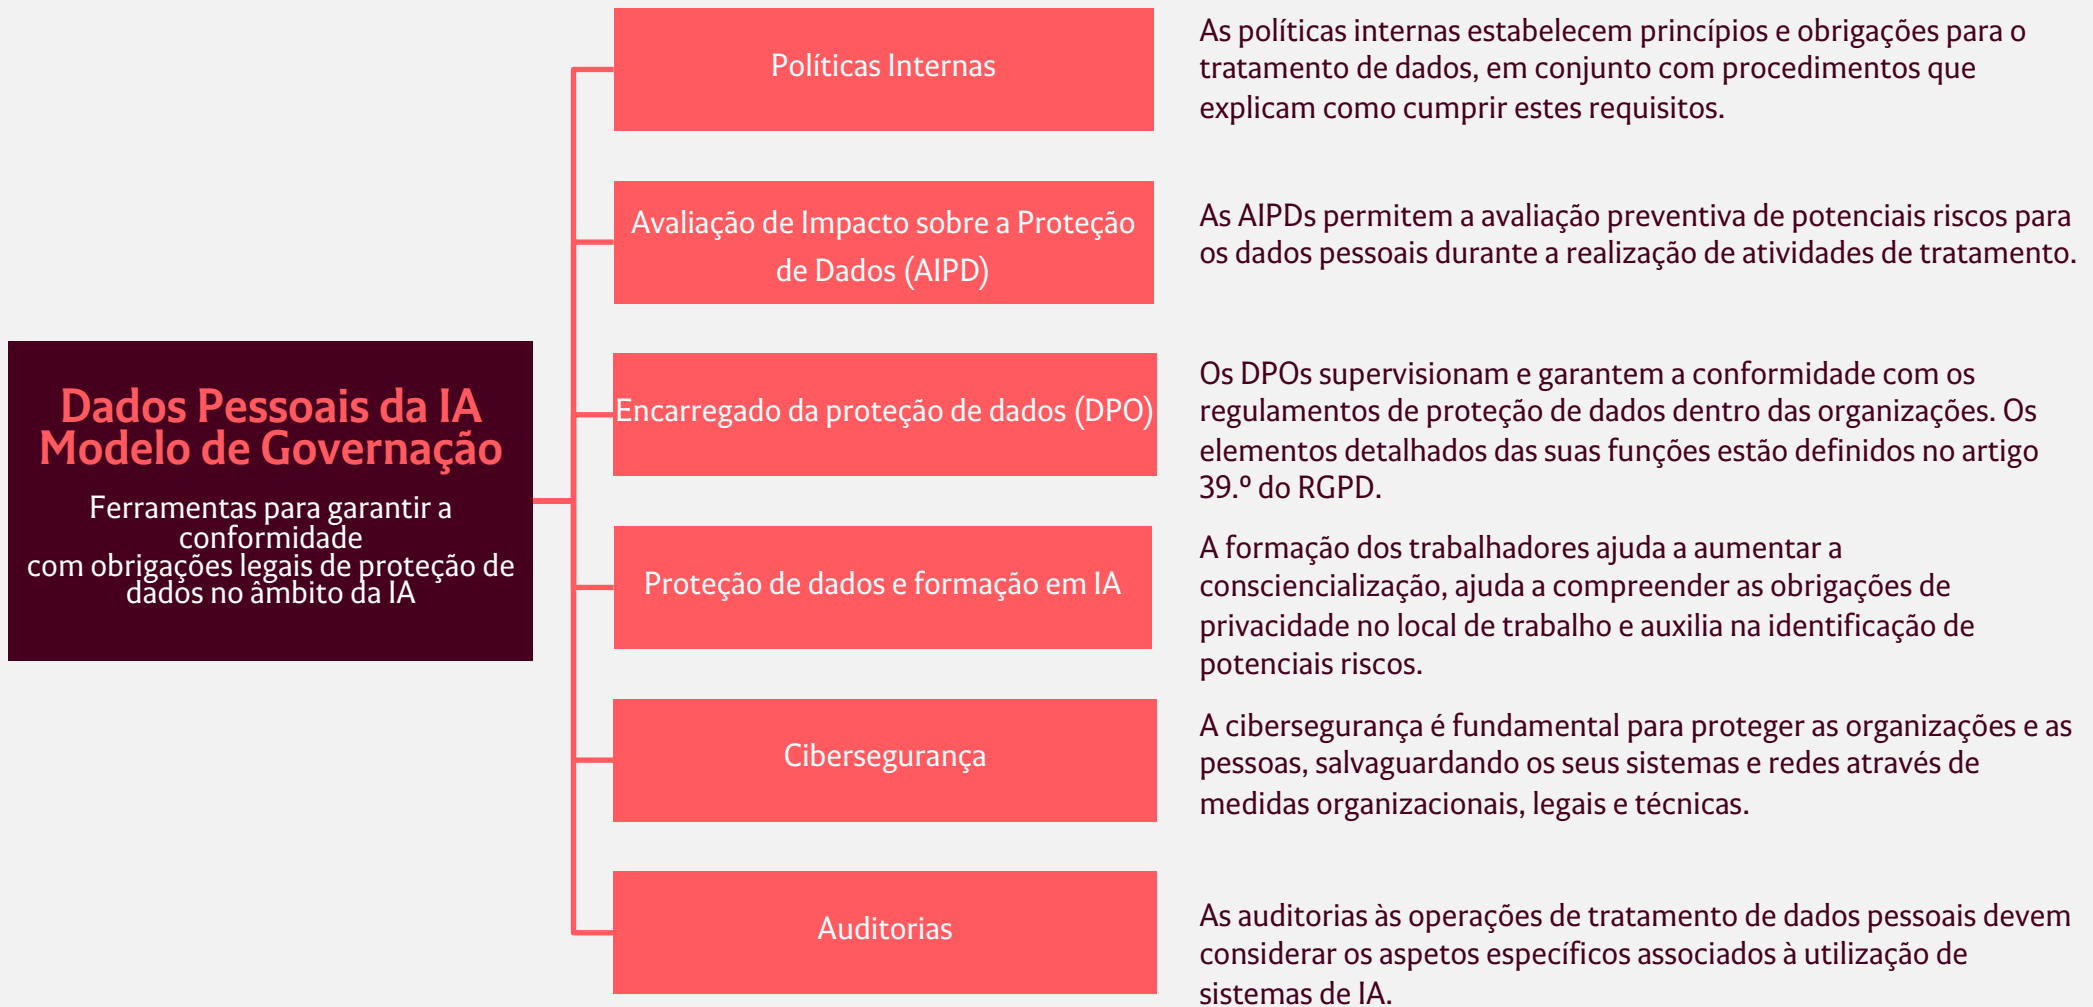 Políticas Internas
As políticas internas estabelecem princípios e obrigações para o
tratamento de dados, em conjunto com procedimentos que
explicam como cumprir estes requisitos.
Avaliação de Impacto sobre a Proteção
de Dados (AIPD)
As AIPDs permitem a avaliação preventiva de potenciais riscos para
os dados pessoais durante a realização de atividades de tratamento.
Dados Pessoais da IA
Modelo de Governação
Ferramentas para garantir a
conformidade
com obrigações legais de proteção de
dados no âmbito da IA
Encarregado da proteção de dados (DPO)
Os DPOs supervisionam e garantem a conformidade com os
regulamentos de proteção de dados dentro das organizações. Os
elementos detalhados das suas funções estão definidos no artigo
39.º do RGPD.
Proteção de dados e formação em IA
A formação dos trabalhadores ajuda a aumentar a
consciencialização, ajuda a compreender as obrigações de
privacidade no local de trabalho e auxilia na identificação de
potenciais riscos.
Cibersegurança
A cibersegurança é fundamental para proteger as organizações e as
pessoas, salvaguardando os seus sistemas e redes através de
medidas organizacionais, legais e técnicas.
Auditorias
As auditorias às operações de tratamento de dados pessoais devem
considerar os aspetos específicos associados à utilização de
sistemas de IA.